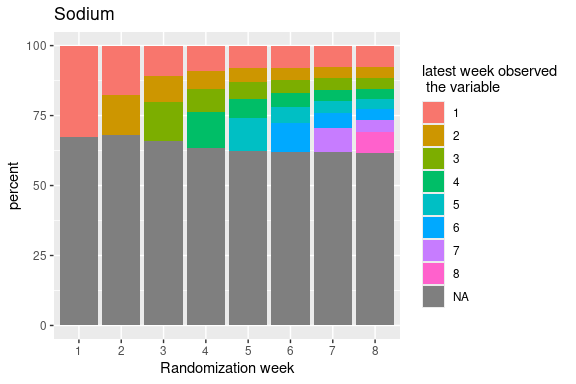 Sodium
100
75
50
25
0
percent
1 2 3 4 5 6 7 8
Randomization week
latest week observed
the variable
1
2
3
4
5
6
7
8
NA